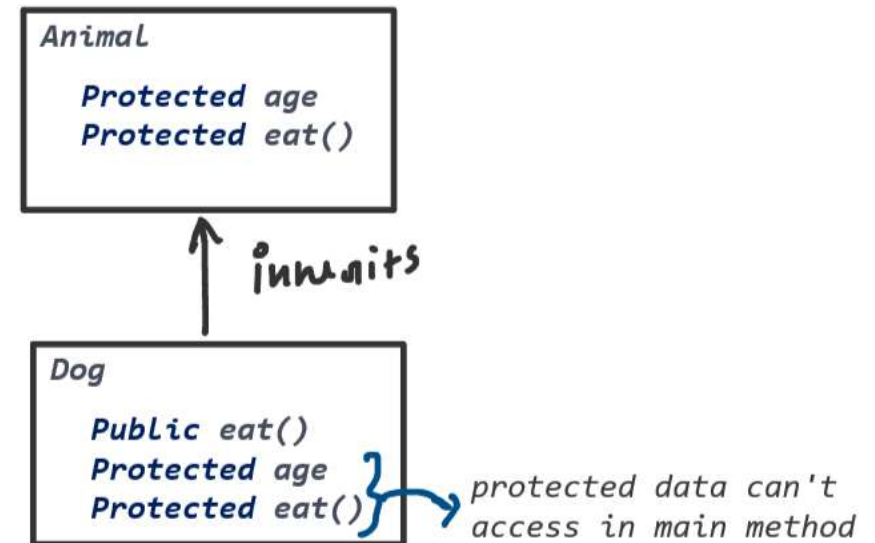 Animal
Protected age
Protected eat()
inherits
Dog
Public eat()
Protected age
Protected eat()
protected data can't
access in main method